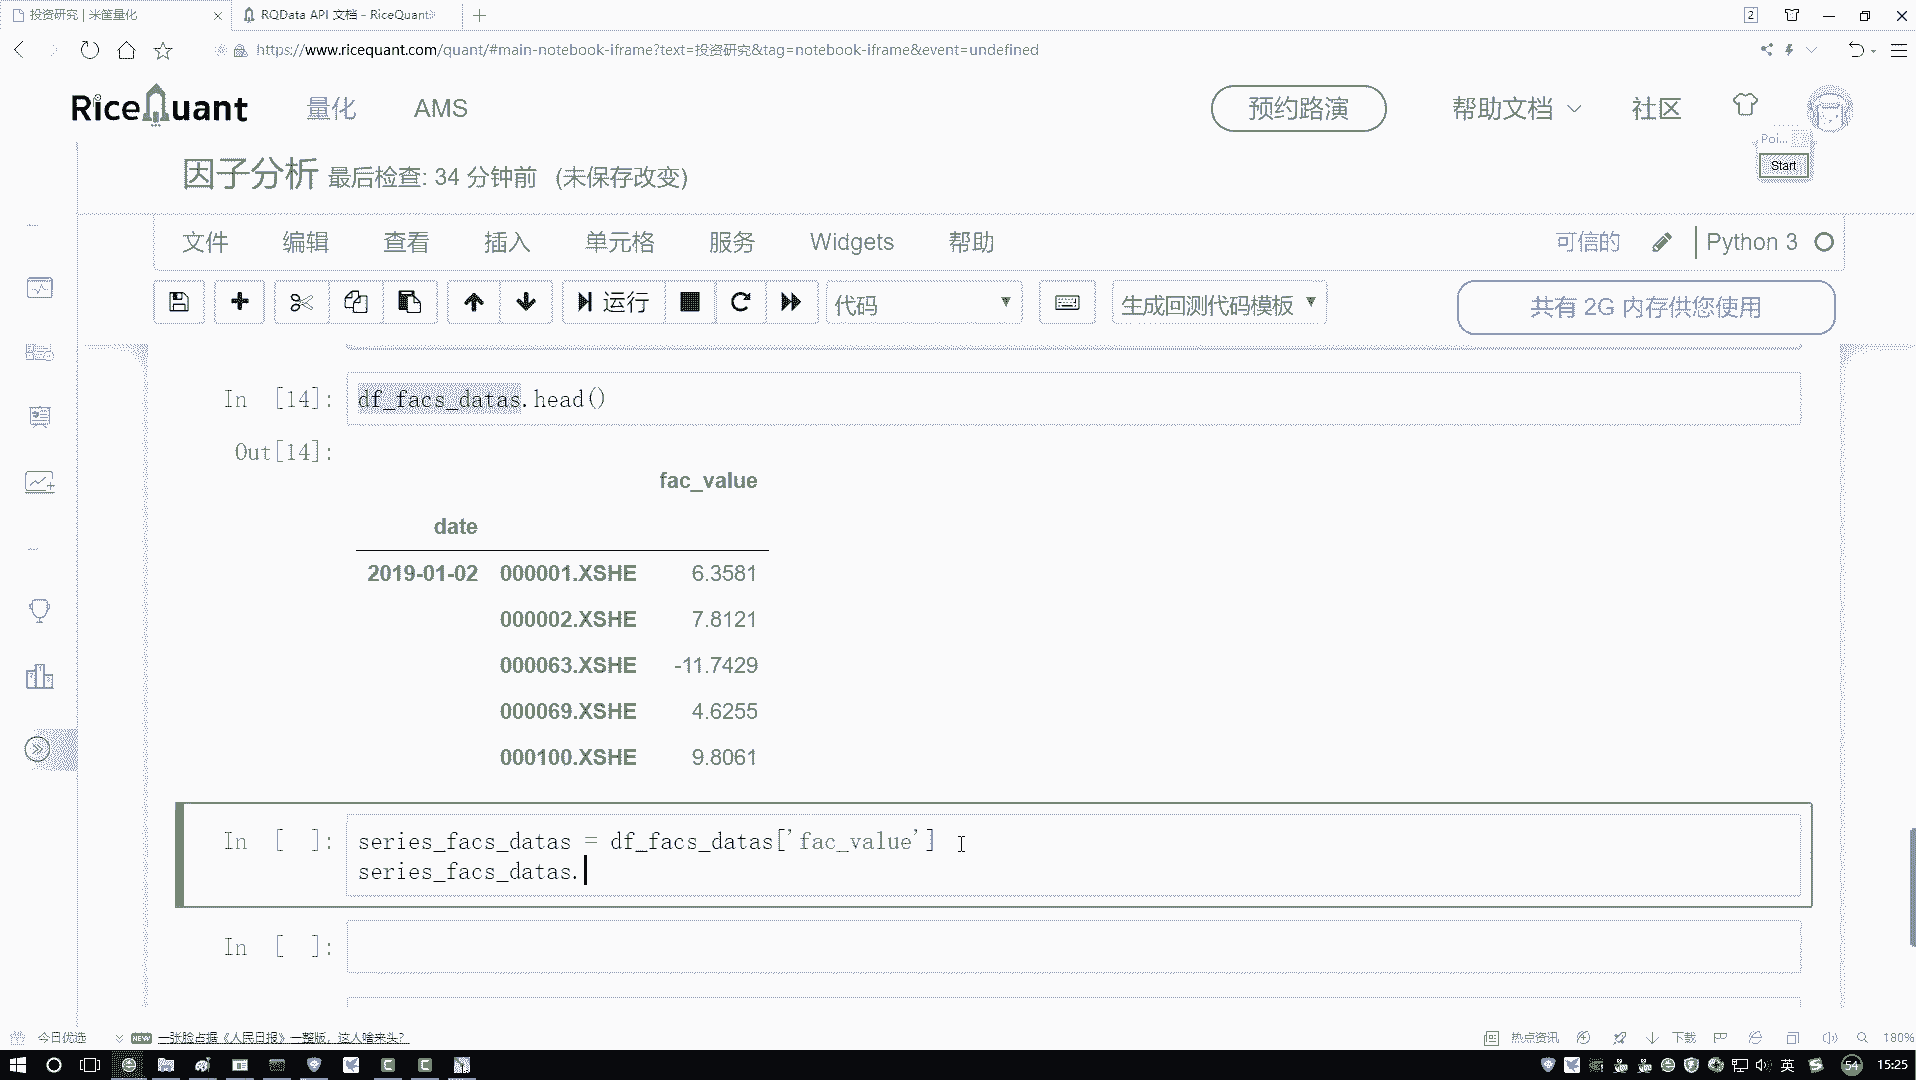 投资研究 | 米筐量化
RQData API 文档 - RiceQuant
2
https://www.ricequant.com/quant/#main-notebook-iframe?text=投资研究&tag=notebook-iframe&event=undefined
RiceQuant
量化
AMS
预约路演
帮助文档
社区
Poi...
Start
因子分析 最后检查: 34 分钟前 (未保存改变)
文件 编辑 查看 插入 单元格 服务 Widgets 帮助
可信的
Python 3
运行
代码
生成回测代码模板
共有 2G 内存供您使用
In [14]: df_facs_datas.head()
Out[14]:
fac_value
date
2019-01-02 000001.XSHE 6.3581
000002.XSHE 7.8121
000063.XSHE -11.7429
000069.XSHE 4.6255
000100.XSHE 9.8061
In [ ]: series_facs_datas = df_facs_datas['fac_value']
series_facs_datas.
In [ ]:
今日优选
NEW 一张脸占据《人民日报》一整版，这人啥来头?
热点资讯
下载
180%
英
54
15:25